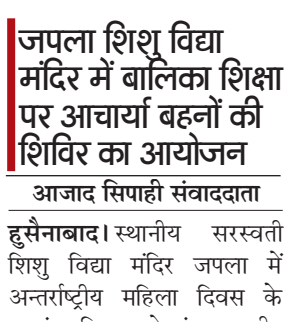 जपला शिशु विद्या
मंदिर में बालिका शिक्षा
पर आचार्या बहनों की
शिविर का आयोजन
आजाद सिपाही संवाददाता
हुसैनाबाद। स्थानीय सरस्वती
शिशु विद्या मंदिर जपला में
अन्तर्राष्ट्रीय महिला दिवस के